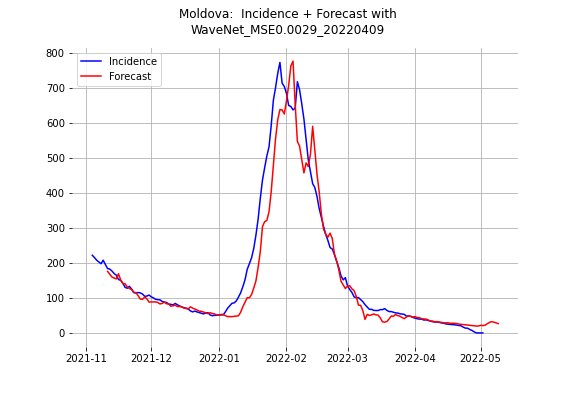 Moldova:  Incidence + Forecast with
WaveNet_MSE0.0029_20220409
Incidence
Forecast
800
700
600
500
400
300
200
100
0
2021-11 2021-12 2022-01 2022-02 2022-03 2022-04 2022-05